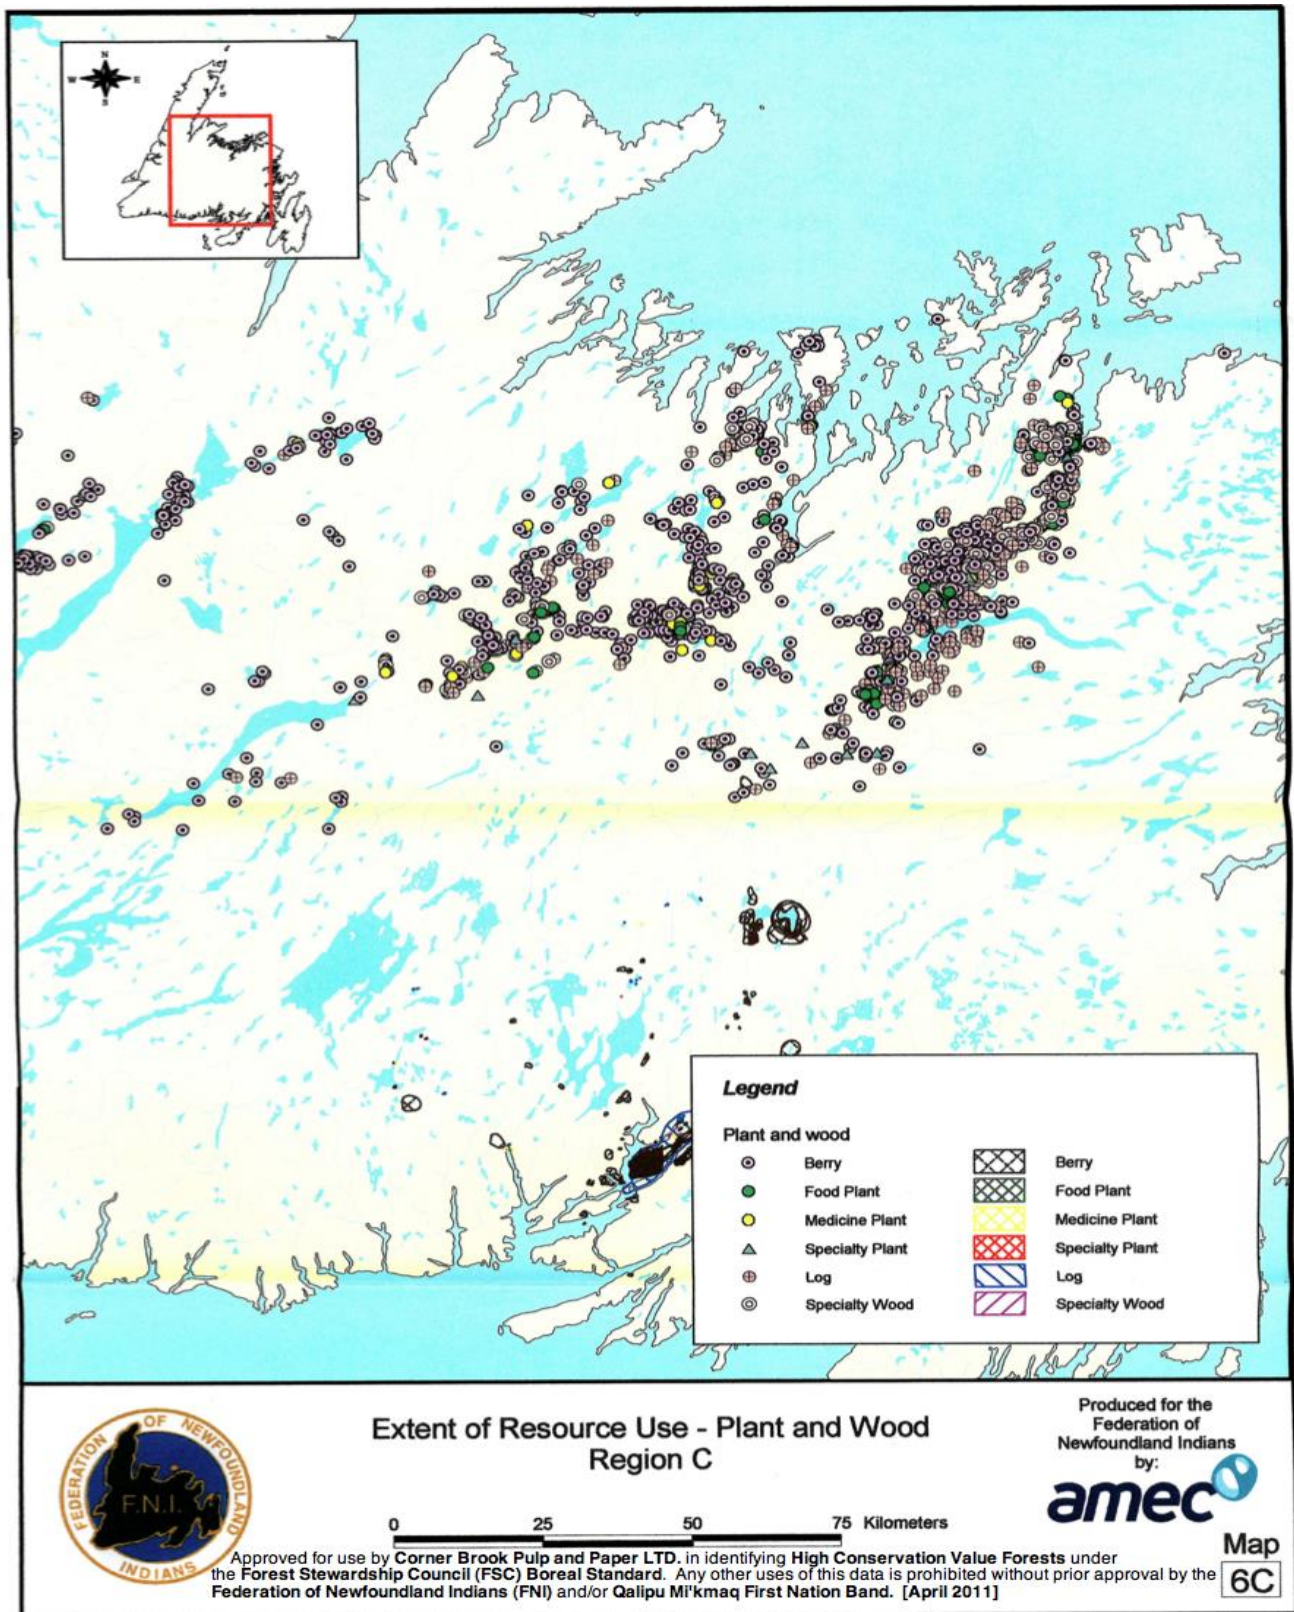 N
W E
S
Legend
Plant and wood
Berry Berry
Food Plant Food Plant
Medicine Plant Medicine Plant
Specialty Plant Specialty Plant
Log Log
Specialty Wood Specialty Wood
FEDERATION OF NEWFOUNDLAND INDIANS
F.N.I.
Extent of Resource Use - Plant and Wood
Region C
0 25 50 75 Kilometers
Produced for the
Federation of
Newfoundland Indians
by:
amec
Map
6C
Approved for use by Corner Brook Pulp and Paper LTD. in identifying High Conservation Value Forests under
the Forest Stewardship Council (FSC) Boreal Standard. Any other uses of this data is prohibited without prior approval by the
Federation of Newfoundland Indians (FNI) and/or Qalipu Mi'kmaq First Nation Band. [April 2011]